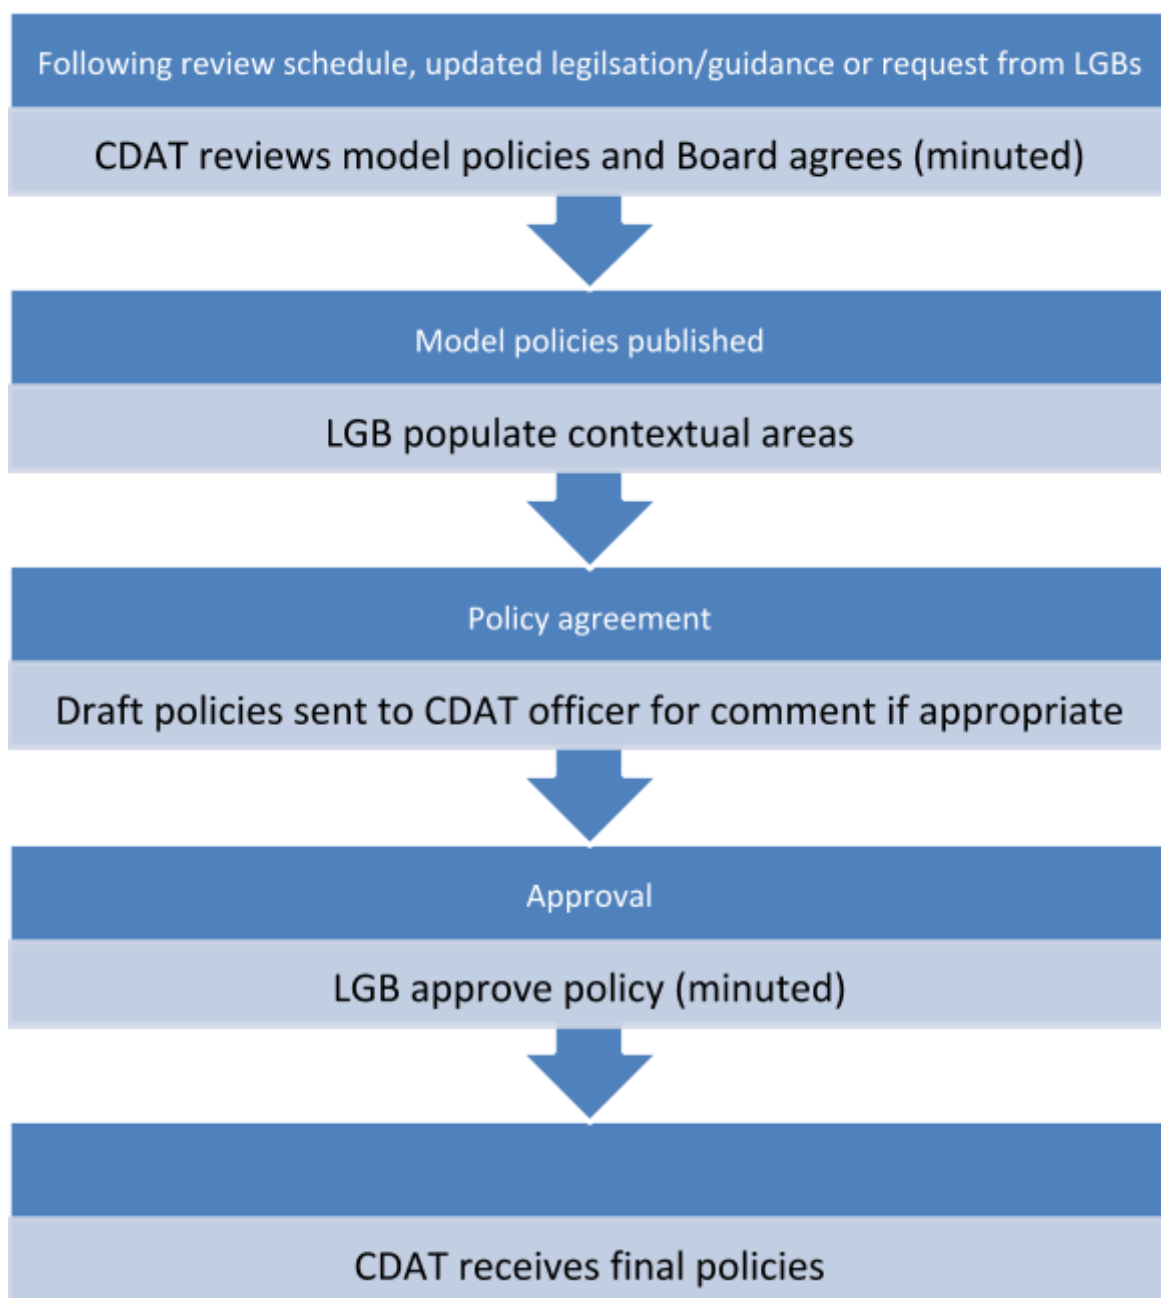 Following review schedule, updated legilsation/guidance or request from LGBs
CDAT reviews model policies and Board agrees (minuted)
Model policies published
LGB populate contextual areas
Policy agreement
Draft policies sent to CDAT officer for comment if appropriate
Approval
LGB approve policy (minuted)
CDAT receives final policies